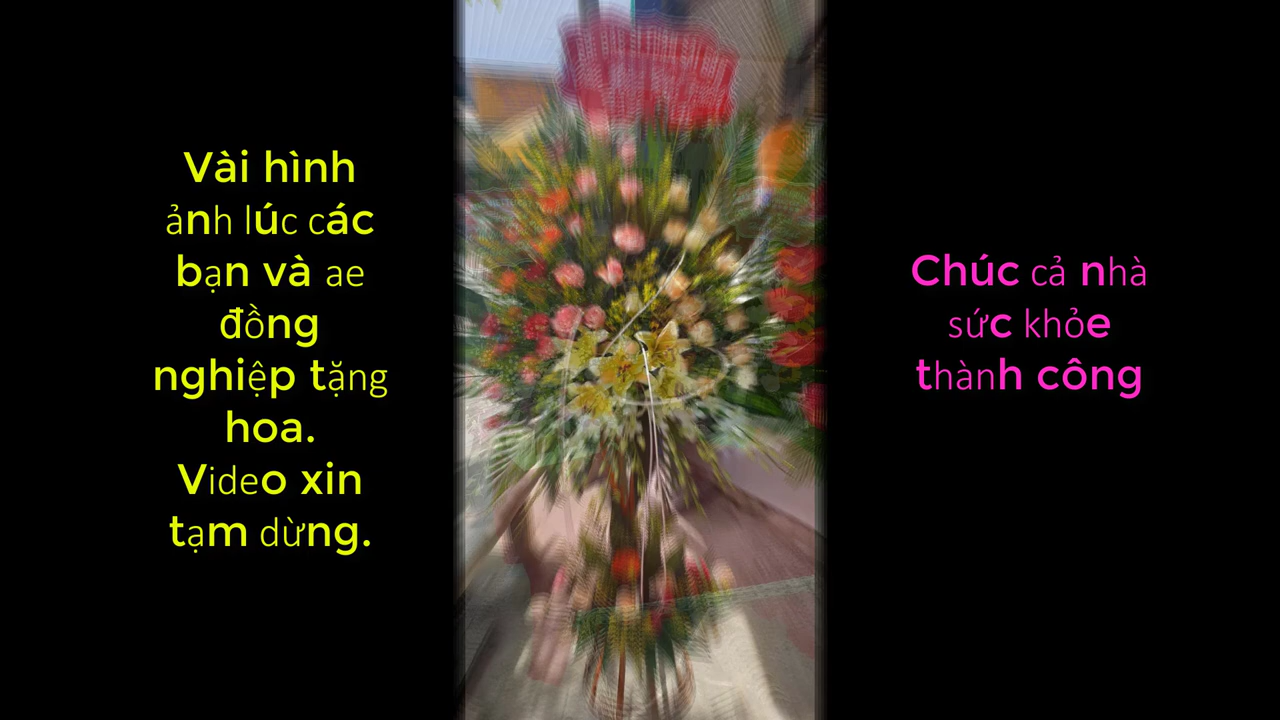 Vài hình
ảnh lúc các
bạn và ae
đồng
nghiệp tặng
hoa.
Video xin
tạm dừng.
Chúc cả nhà
sức khỏe
thành công